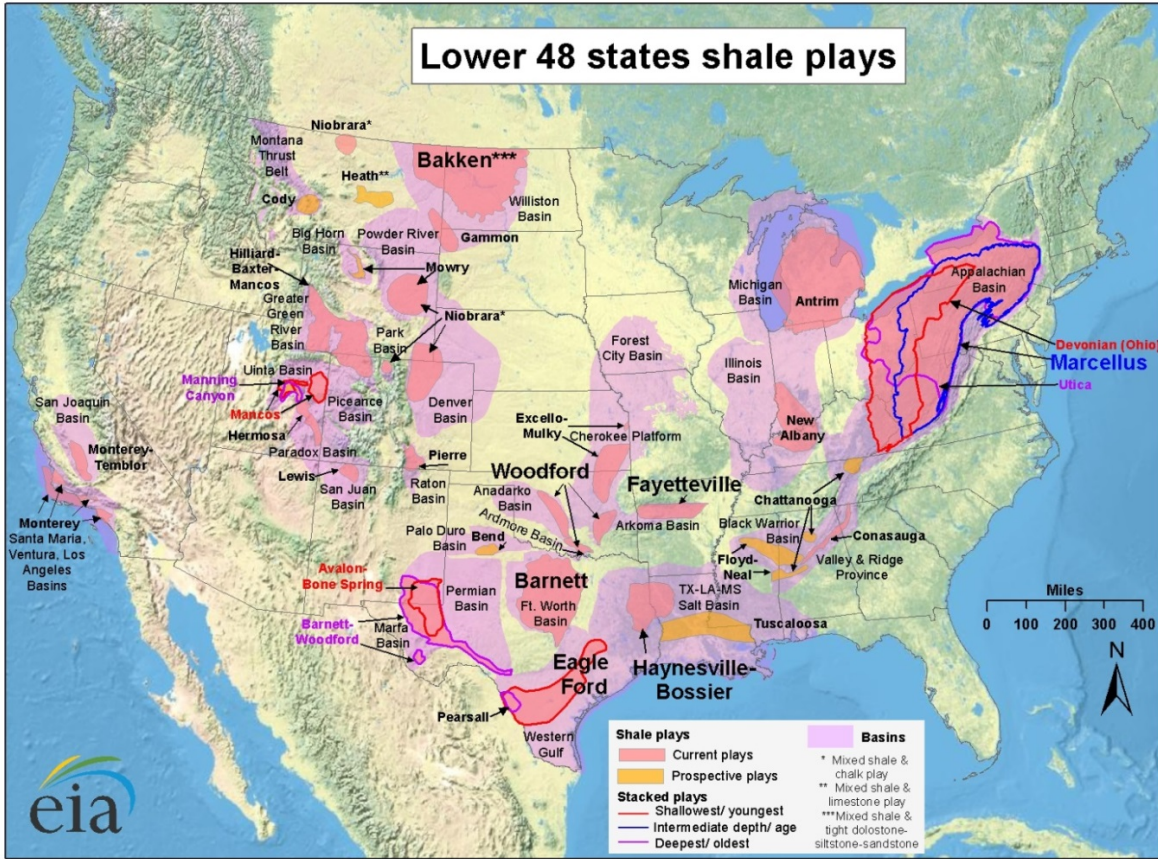 Lower 48 states shale plays
Niobrara*
Montana
Thrust
Belt
Bakken***
Heath**
Cody
Williston
Basin
Big Horn
Basin
Powder River
Basin
Gammon
Hilliard-
Baxter-
Mancos
Mowry
Greater
Green
River
Basin
Park
Basin
Niobrara*
Michigan
Basin
Antrim
Appalachian
Basin
Devonian (Ohio)
Marcellus
Utica
Forest
City Basin
Illinois
Basin
Uinta Basin
Manning
Canyon
Mancos
Piceance
Basin
Denver
Basin
San Joaquin
Basin
Hermosa
Excello-
Mulky
Cherokee Platform
New
Albany
Monterey-
Temblor
Paradox Basin
Lewis
San Juan
Basin
Pierre
Raton
Basin
Woodford
Anadarko
Basin
Fayetteville
Arkoma Basin
Ardmore Basin
Chattanooga
Black Warrior
Basin
Conasauga
Monterey
Santa Maria,
Ventura, Los
Angeles
Basins
Palo Duro
Basin
Bend
Floyd-
Neal
Valley & Ridge
Province
Avalon-
Bone Spring
Permian
Basin
Barnett
Ft. Worth
Basin
TX-LA-MS
Salt Basin
Tuscaloosa
Barnett-
Woodford
Marfa
Basin
Eagle
Ford
Haynesville-
Bossier
Pearsall
Western
Gulf
Miles
0 100 200 300 400
N
Shale plays
Current plays
Prospective plays
Stacked plays
Shallowest/ youngest
Intermediate depth/ age
Deepest/ oldest
Basins
* Mixed shale &
chalk play
** Mixed shale &
limestone play
***Mixed shale &
tight dolostone-
siltstone-sandstone
eia